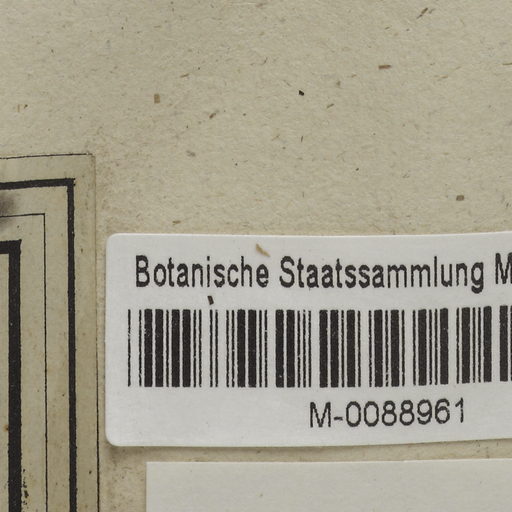 Botanische Staatssammlung M
M-0088961